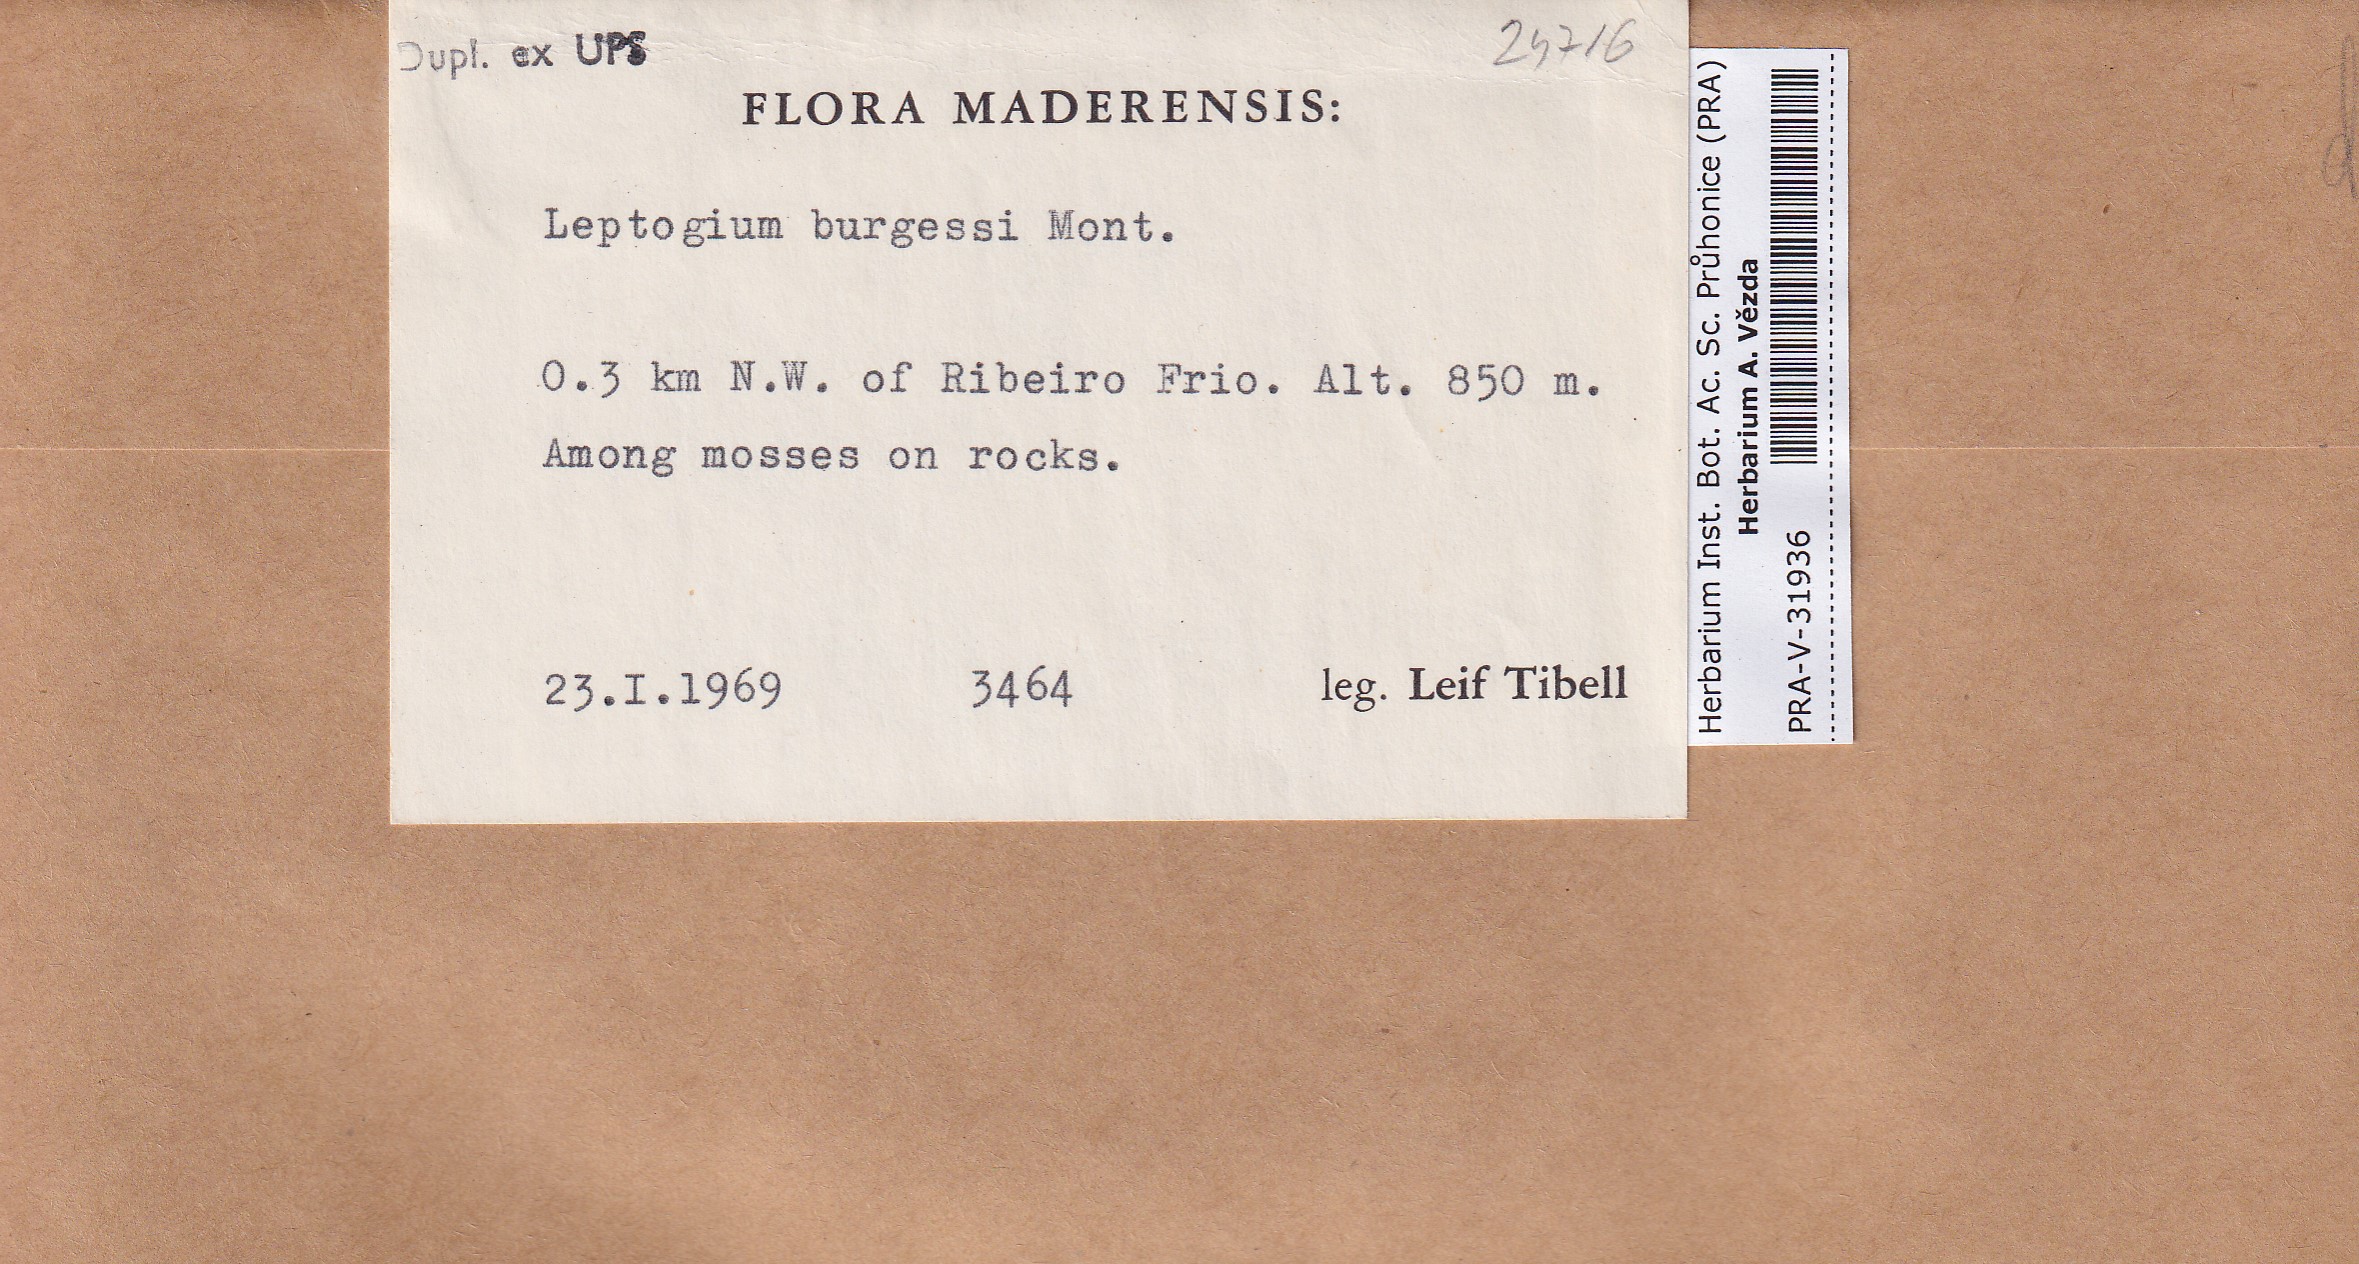 Dupl. ex UPS
24716
FLORA MADERENSIS:
Leptogium burgessi Mont.
0.3 km N.W. of Ribeiro Frio. Alt. 850 m.
Among mosses on rocks.
23.I.1969 3464 leg. Leif Tibell
Herbarium Inst. Bot. Ac. Sc. Průhonice (PRA)
Herbarium A. Vězda
PRA-V-31936